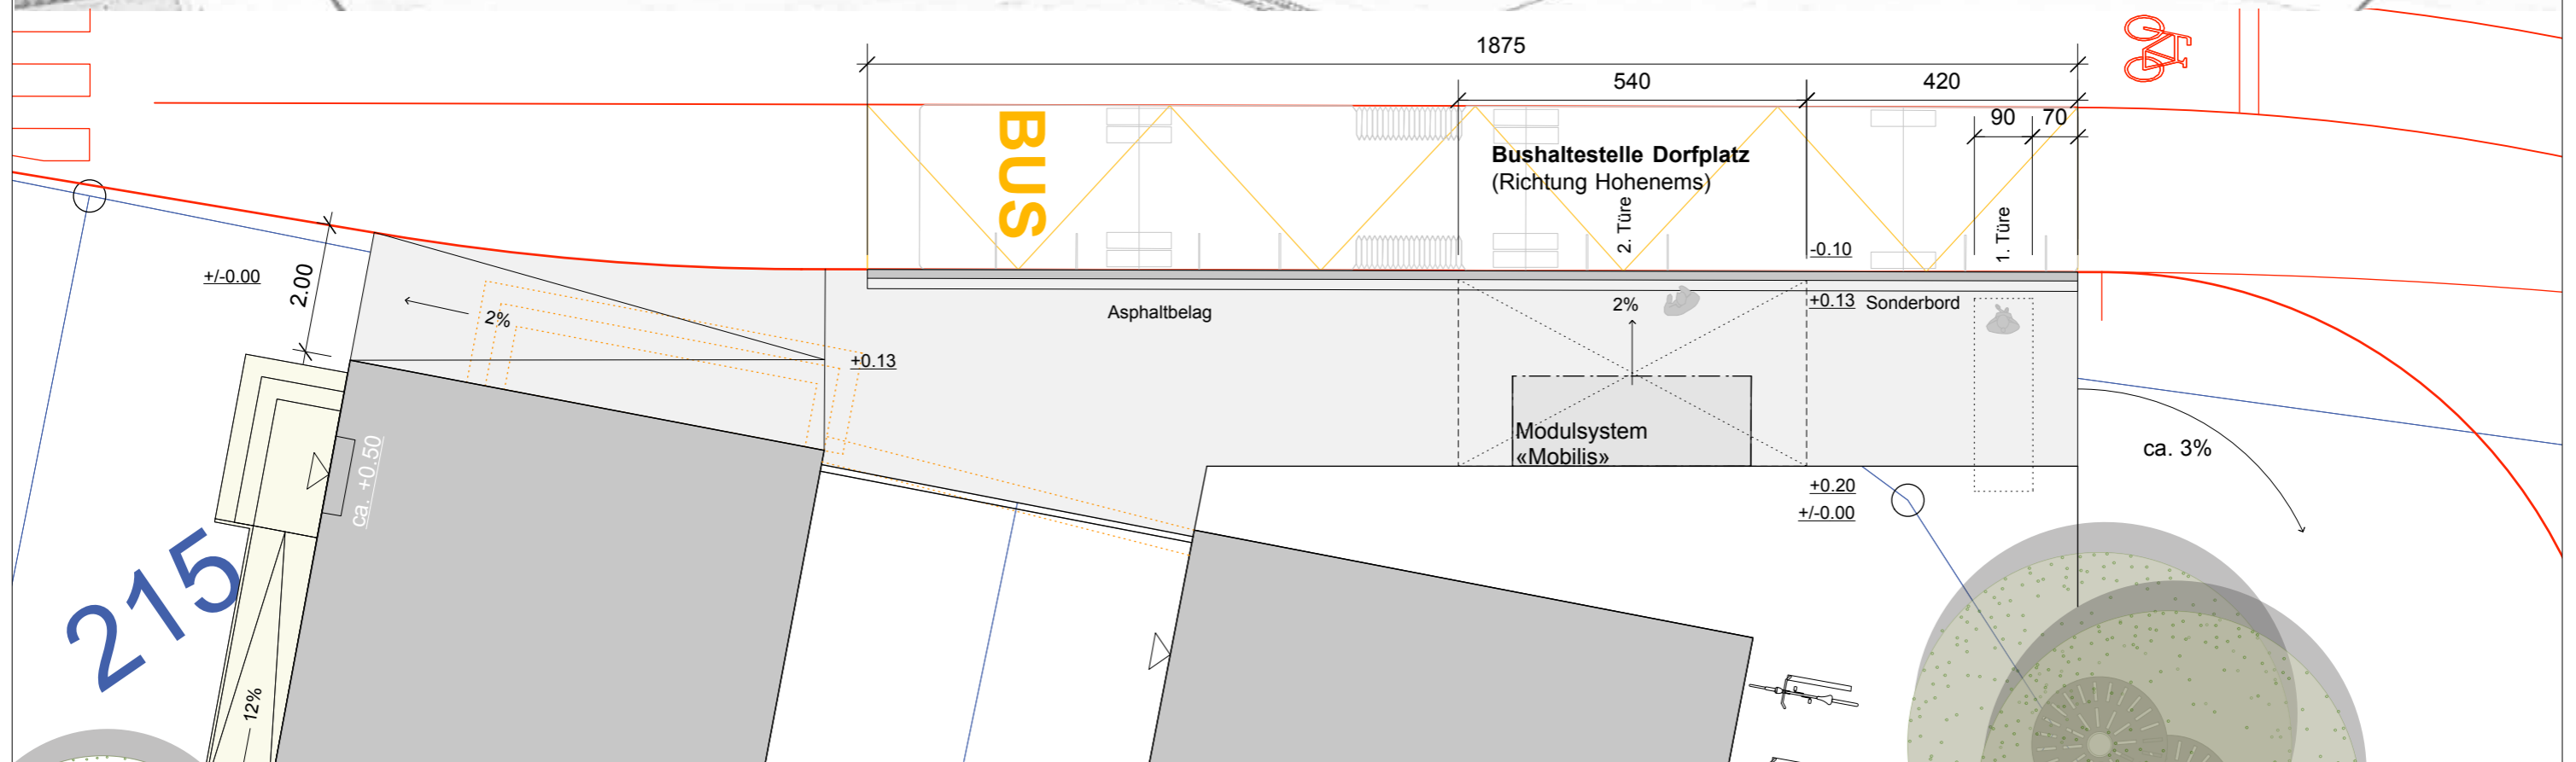 1875
540
420
90
70
BUS
Bushaltestelle Dorfplatz
(Richtung Hohenems)
2. Türe
1. Türe
-0.10
+/-0.00
2.00
2%
Asphaltbelag
2%
+0.13
Sonderbord
+0.13
Modulsystem
«Mobilis»
ca. 3%
ca. +0.50
+0.20
+/-0.00
215
12%